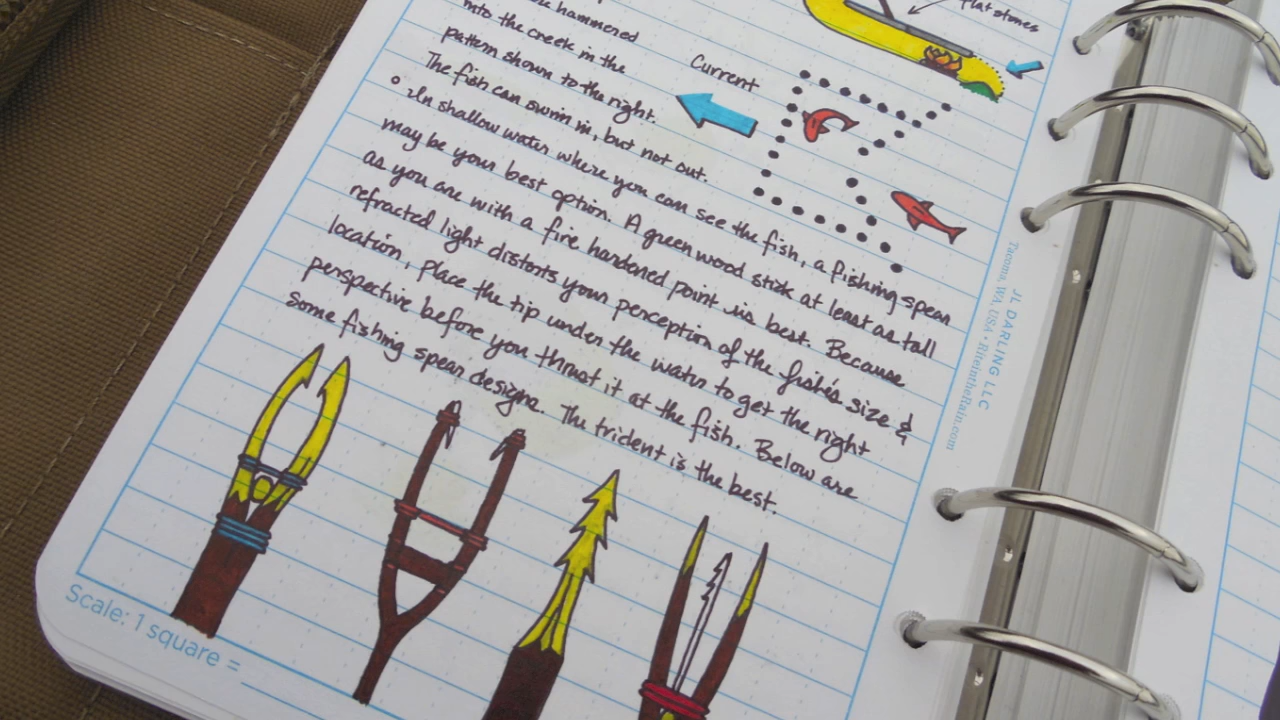 flat stones
hammered
into the creek in the
pattern shown to the right.
The fish can swim in, but not out.
Current
In shallow water where you can see the fish, a fishing spear
may be your best option. A green wood stick at least as tall
as you are with a fire hardened point is best. Because
refracted light distorts your perception of the fish's size &
location, place the tip under the water to get the right
perspective before you thrust it at the fish. Below are
some fishing spear designs. The trident is the best.
Scale: 1 square =
JL DARLING LLC
Tacoma, WA, USA • RiteintheRain.com